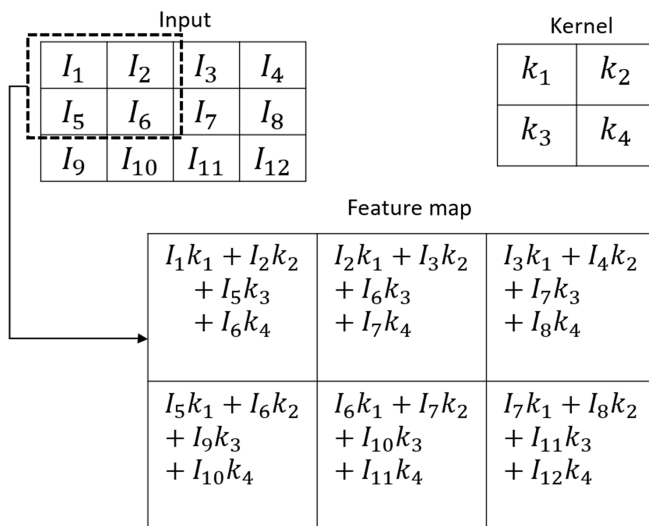 Input
Kernel
I₁ I₂ I₃ I₄
I₅ I₆ I₇ I₈
I₉ I₁₀ I₁₁ I₁₂
k₁ k₂
k₃ k₄
Feature map
I₁k₁ + I₂k₂
+ I₅k₃
+ I₆k₄
I₂k₁ + I₃k₂
+ I₆k₃
+ I₇k₄
I₃k₁ + I₄k₂
+ I₇k₃
+ I₈k₄
I₅k₁ + I₆k₂
+ I₉k₃
+ I₁₀k₄
I₆k₁ + I₇k₂
+ I₁₀k₃
+ I₁₁k₄
I₇k₁ + I₈k₂
+ I₁₁k₃
+ I₁₂k₄